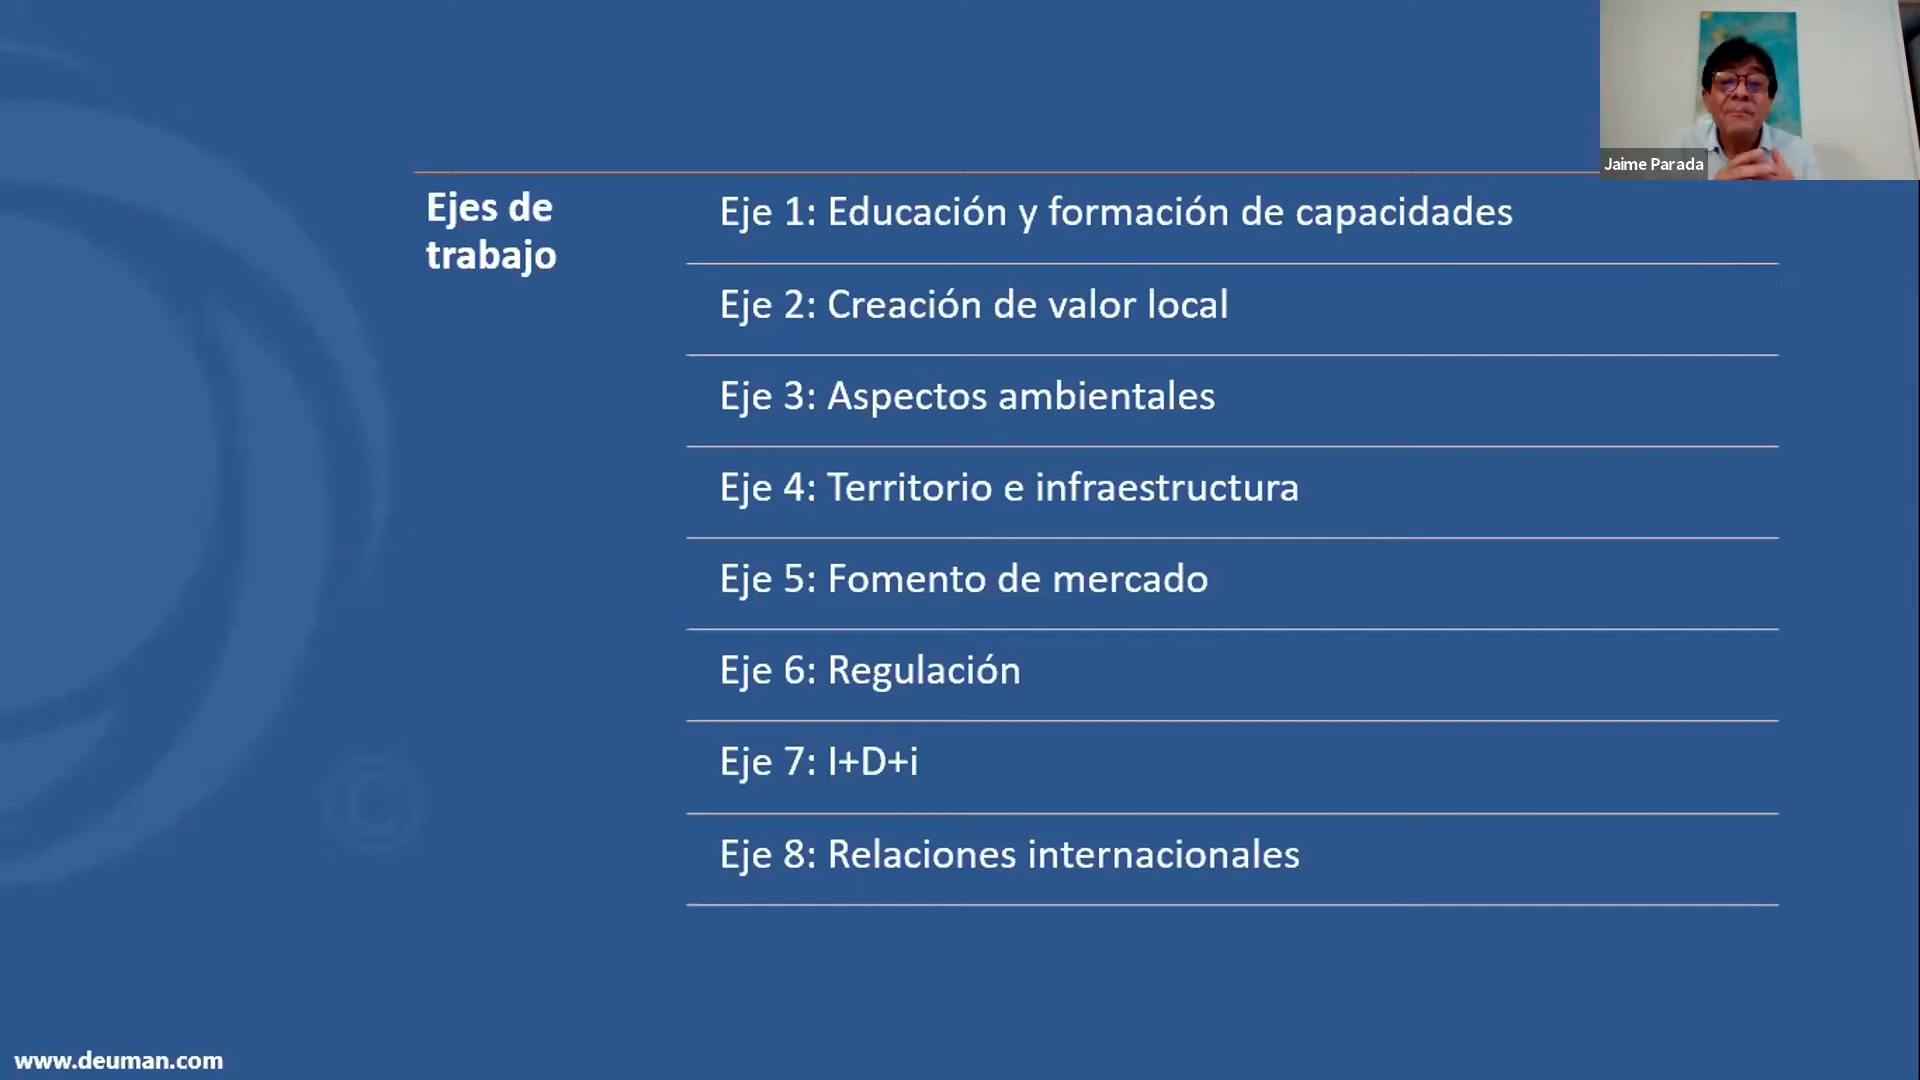 Jaime Parada
Ejes de
trabajo
Eje 1: Educación y formación de capacidades
Eje 2: Creación de valor local
Eje 3: Aspectos ambientales
Eje 4: Territorio e infraestructura
Eje 5: Fomento de mercado
Eje 6: Regulación
Eje 7: I+D+i
Eje 8: Relaciones internacionales
©
www.deuman.com